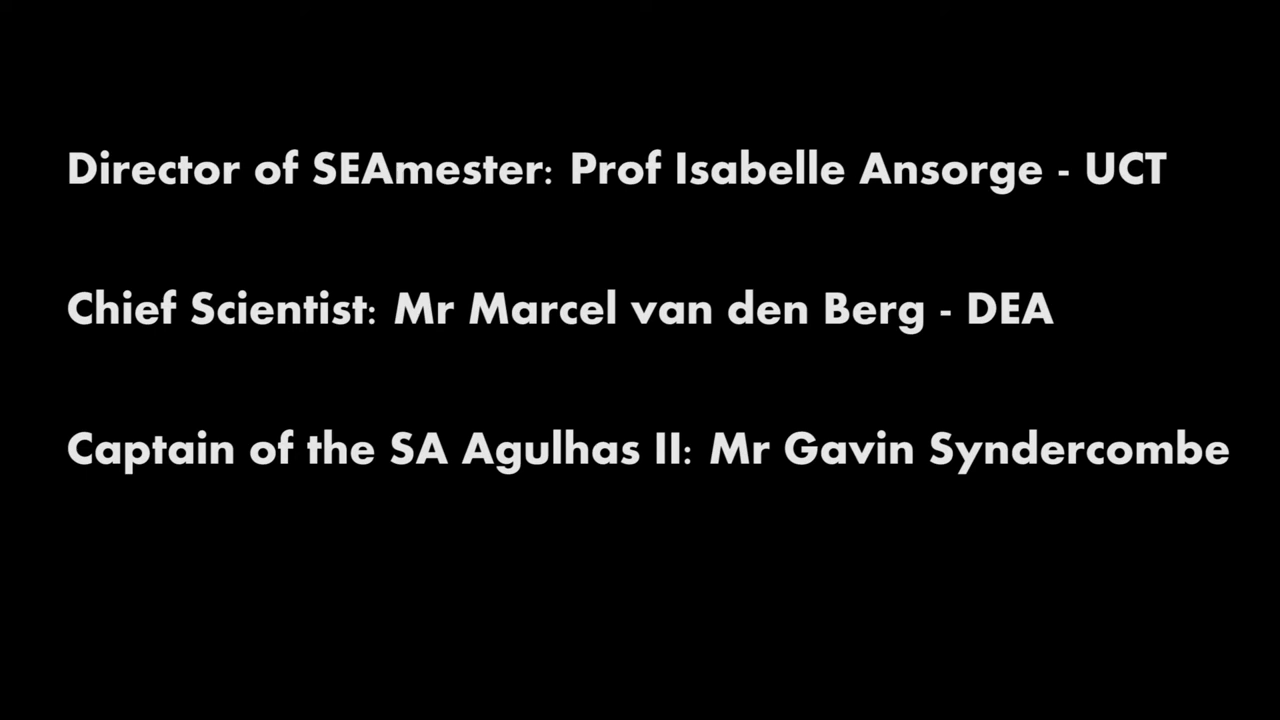 Director of SEAmester: Prof Isabelle Ansorge - UCT
Chief Scientist: Mr Marcel van den Berg - DEA
Captain of the SA Agulhas II: Mr Gavin Syndercombe